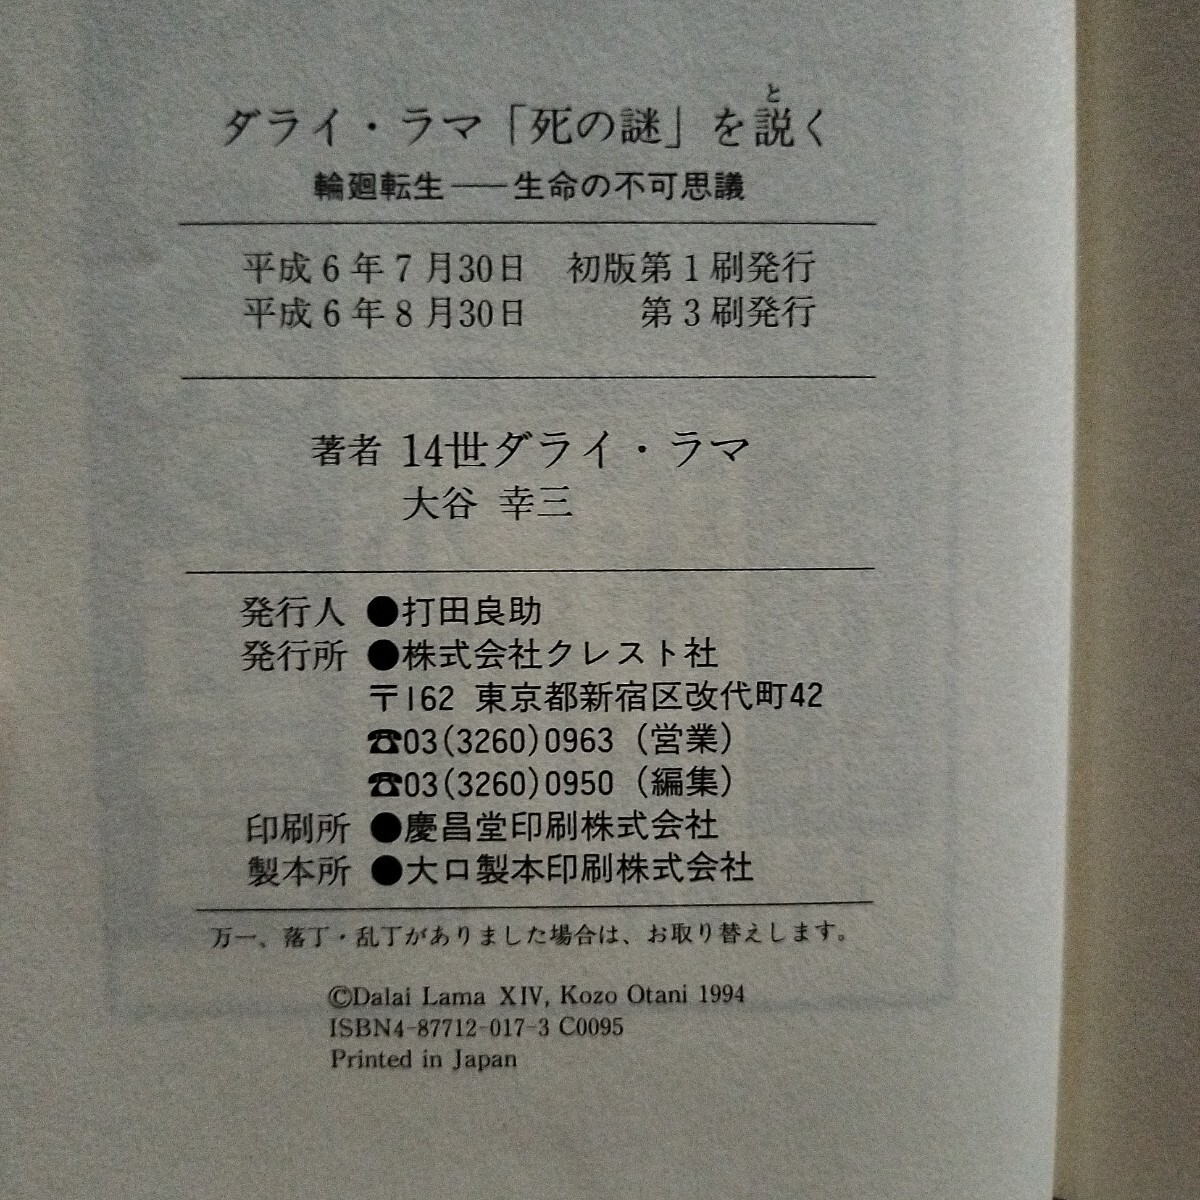 ダライ・ラマ「死の謎」を説く
輪廻転生——生命の不可思議
平成6年7月30日 初版第1刷発行
平成6年8月30日 第3刷発行
著者 14世ダライ・ラマ
大谷 幸三
発行人 ●打田良助
発行所 ●株式会社クレスト社
〒162 東京都新宿区改代町42
☎03(3260)0963（営業）
☎03(3260)0950（編集）
印刷所 ●慶昌堂印刷株式会社
製本所 ●大口製本印刷株式会社
万一、落丁・乱丁がありました場合は、お取り替えします。
©Dalai Lama XIV, Kozo Otani 1994
ISBN4-87712-017-3 C0095
Printed in Japan